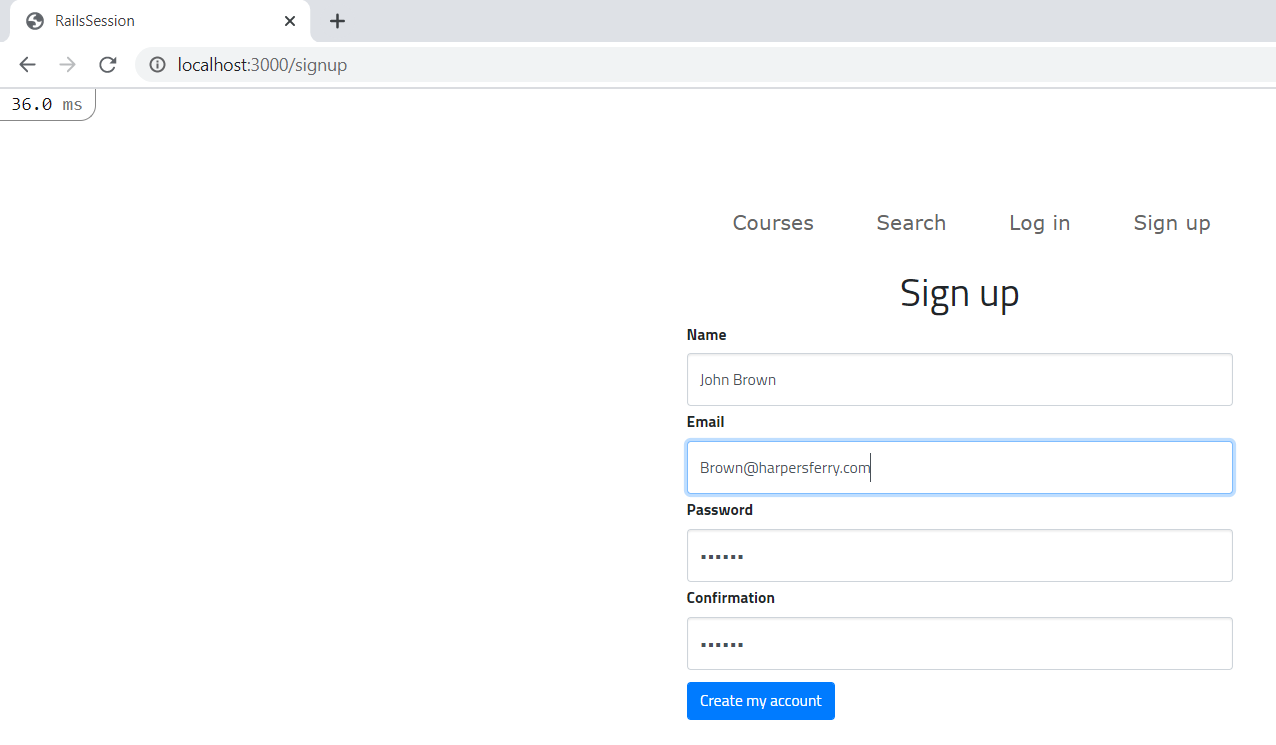 RailsSession
localhost:3000/signup
36.0 ms
Courses Search Log in Sign up
Sign up
Name
John Brown
Email
Brown@harpersferry.com
Password
••••••
Confirmation
••••••
Create my account